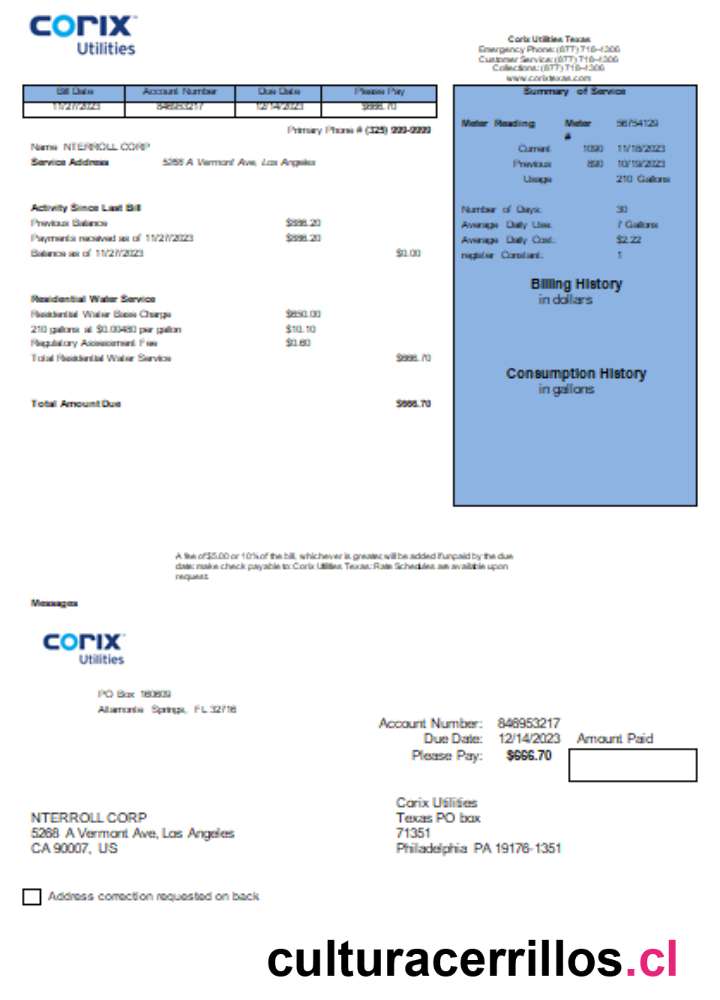 CORIX
Utilities
Corix Utilities Texas
Emergency Phone: (877) 718-4306
Customer Service: (877) 718-4306
Collections: (877) 718-4306
www.corixtexas.com
Bill Date Account Number Due Date Please Pay
11/27/2023 846953217 12/14/2023 $666.70
Primary Phone # (325) 999-9999
Name NTERROLL CORP
Service Address 5268 A Vermont Ave, Los Angeles
Activity Since Last Bill
Previous Balance $666.20
Payments received as of 11/27/2023 $666.20
Balance as of 11/27/2023 $0.00
Residential Water Service
Residential Water Base Charge $650.00
210 gallons at $0.00480 per gallon $10.10
Regulatory Assessment Fee $0.60
Total Residential Water Service $666.70
Total Amount Due $666.70
Summary of Service
Meter Reading Meter 56754129
#
Current 1090 11/18/2023
Previous 890 10/19/2023
Usage 210 Gallons
Number of Days: 30
Average Daily Use: 7 Gallons
Average Daily Cost: $2.22
register Constant: 1
Billing History
in dollars
Consumption History
in gallons
A fee of $5.00 or 10% of the bill, whichever is greater, will be added if unpaid by the due
date: make check payable to: Corix Utilities Texas: Rate Schedules are available upon
request.
Messages
CORIX
Utilities
PO Box 160609
Altamonte Springs, FL 32716
Account Number: 846953217
Due Date: 12/14/2023 Amount Paid
Please Pay: $666.70
NTERROLL CORP
5268 A Vermont Ave, Los Angeles
CA 90007, US
Corix Utilities
Texas PO box
71351
Philadelphia PA 19176-1351
Address correction requested on back
culturacerrillos.cl